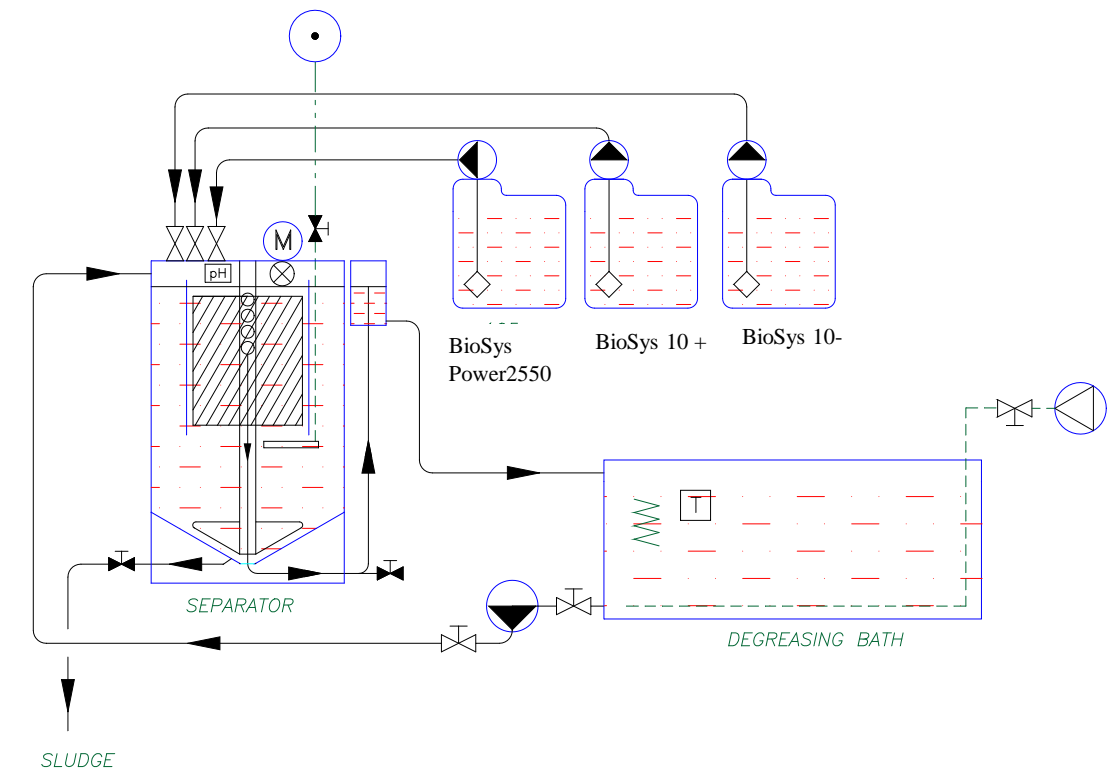 M
pH
BioSys
Power2550
BioSys 10 +
BioSys 10-
T
SEPARATOR
DEGREASING BATH
SLUDGE